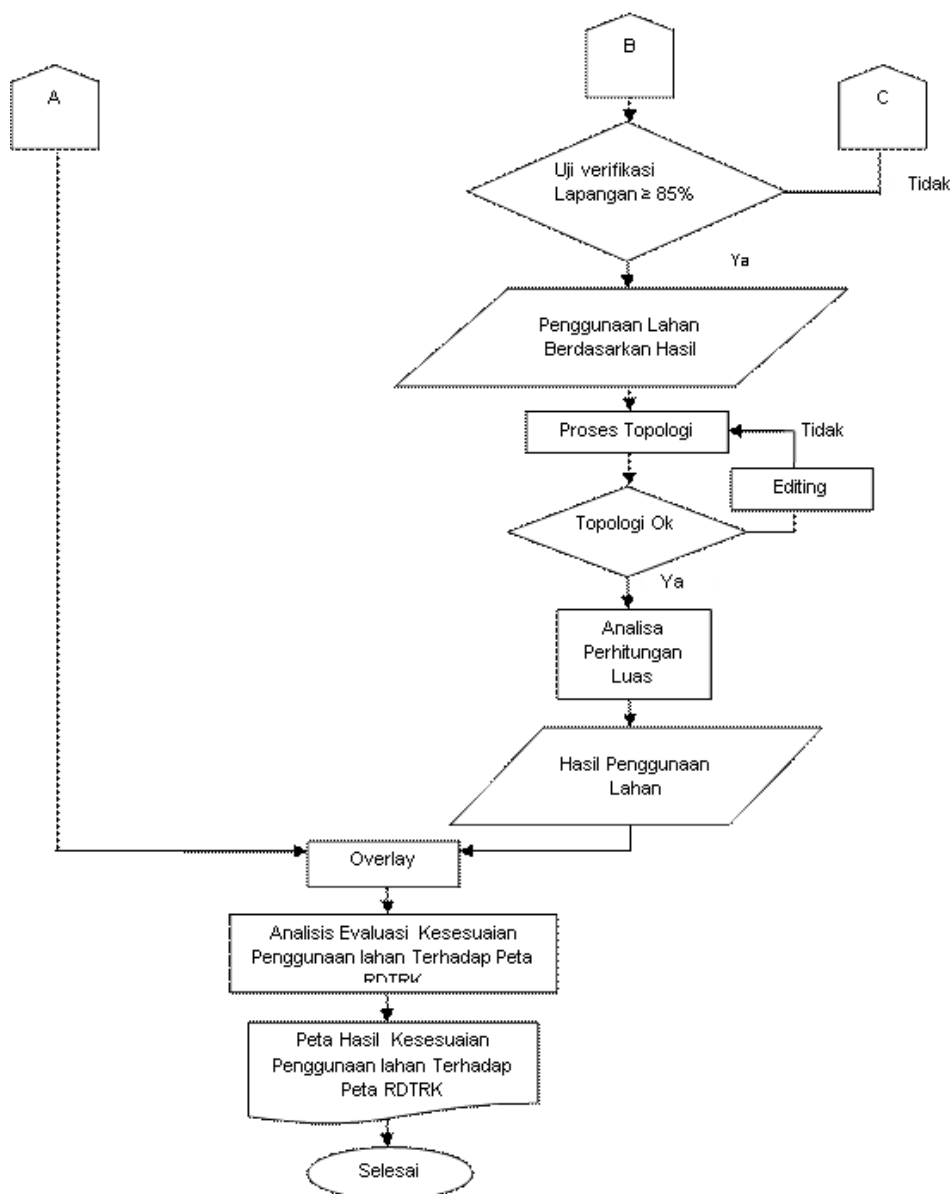 B
A
C
Uji verifikasi
Lapangan ≥ 85%
Tidak
Ya
Penggunaan Lahan
Berdasarkan Hasil
Proses Topologi
Tidak
Editing
Topologi Ok
Ya
Analisa
Perhitungan
Luas
Hasil Penggunaan
Lahan
Overlay
Analisis Evaluasi Kesesuaian
Penggunaan lahan Terhadap Peta
RDTRK
Peta Hasil Kesesuaian
Penggunaan lahan Terhadap
Peta RDTRK
Selesai